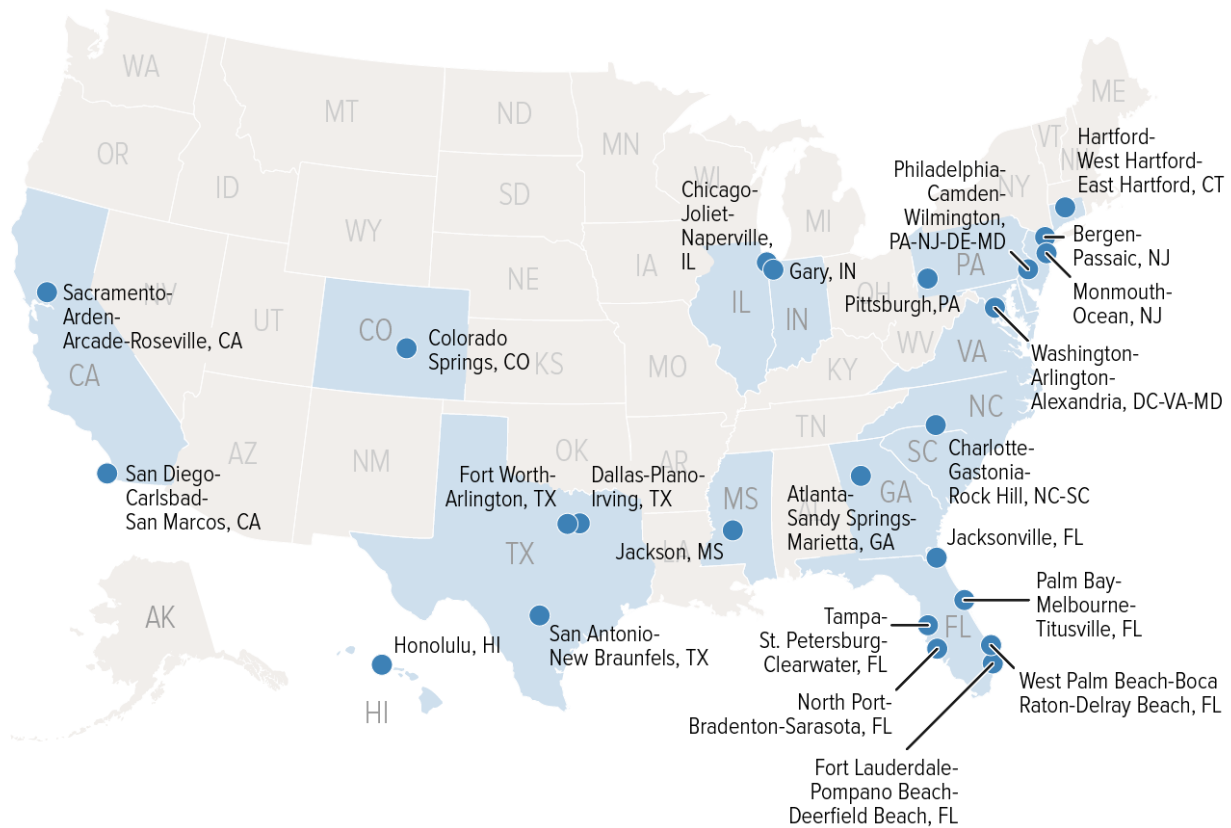 WA
MT
ND
MN
OR
ID
SD
WI
WY
MI
NE
IA
NV
UT
CO
KS
MO
IL
IN
OH
KY
WV
VA
PA
NY
VT
ME
CA
AZ
NM
OK
AR
TN
NC
SC
MS
GA
LA
TX
FL
AK
HI
Hartford-
West Hartford-
East Hartford, CT
Philadelphia-
Camden-
Wilmington,
PA-NJ-DE-MD
Chicago-
Joliet-
Naperville,
IL
Gary, IN
Pittsburgh,PA
Bergen-
Passaic, NJ
Monmouth-
Ocean, NJ
Washington-
Arlington-
Alexandria, DC-VA-MD
Sacramento-
Arden-
Arcade-Roseville, CA
Colorado
Springs, CO
San Diego-
Carlsbad-
San Marcos, CA
Fort Worth-
Arlington, TX
Dallas-Plano-
Irving, TX
Jackson, MS
Atlanta-
Sandy Springs-
Marietta, GA
Charlotte-
Gastonia-
Rock Hill, NC-SC
Jacksonville, FL
Palm Bay-
Melbourne-
Titusville, FL
Tampa-
St. Petersburg-
Clearwater, FL
San Antonio-
New Braunfels, TX
Honolulu, HI
North Port-
Bradenton-Sarasota, FL
West Palm Beach-Boca
Raton-Delray Beach, FL
Fort Lauderdale-
Pompano Beach-
Deerfield Beach, FL